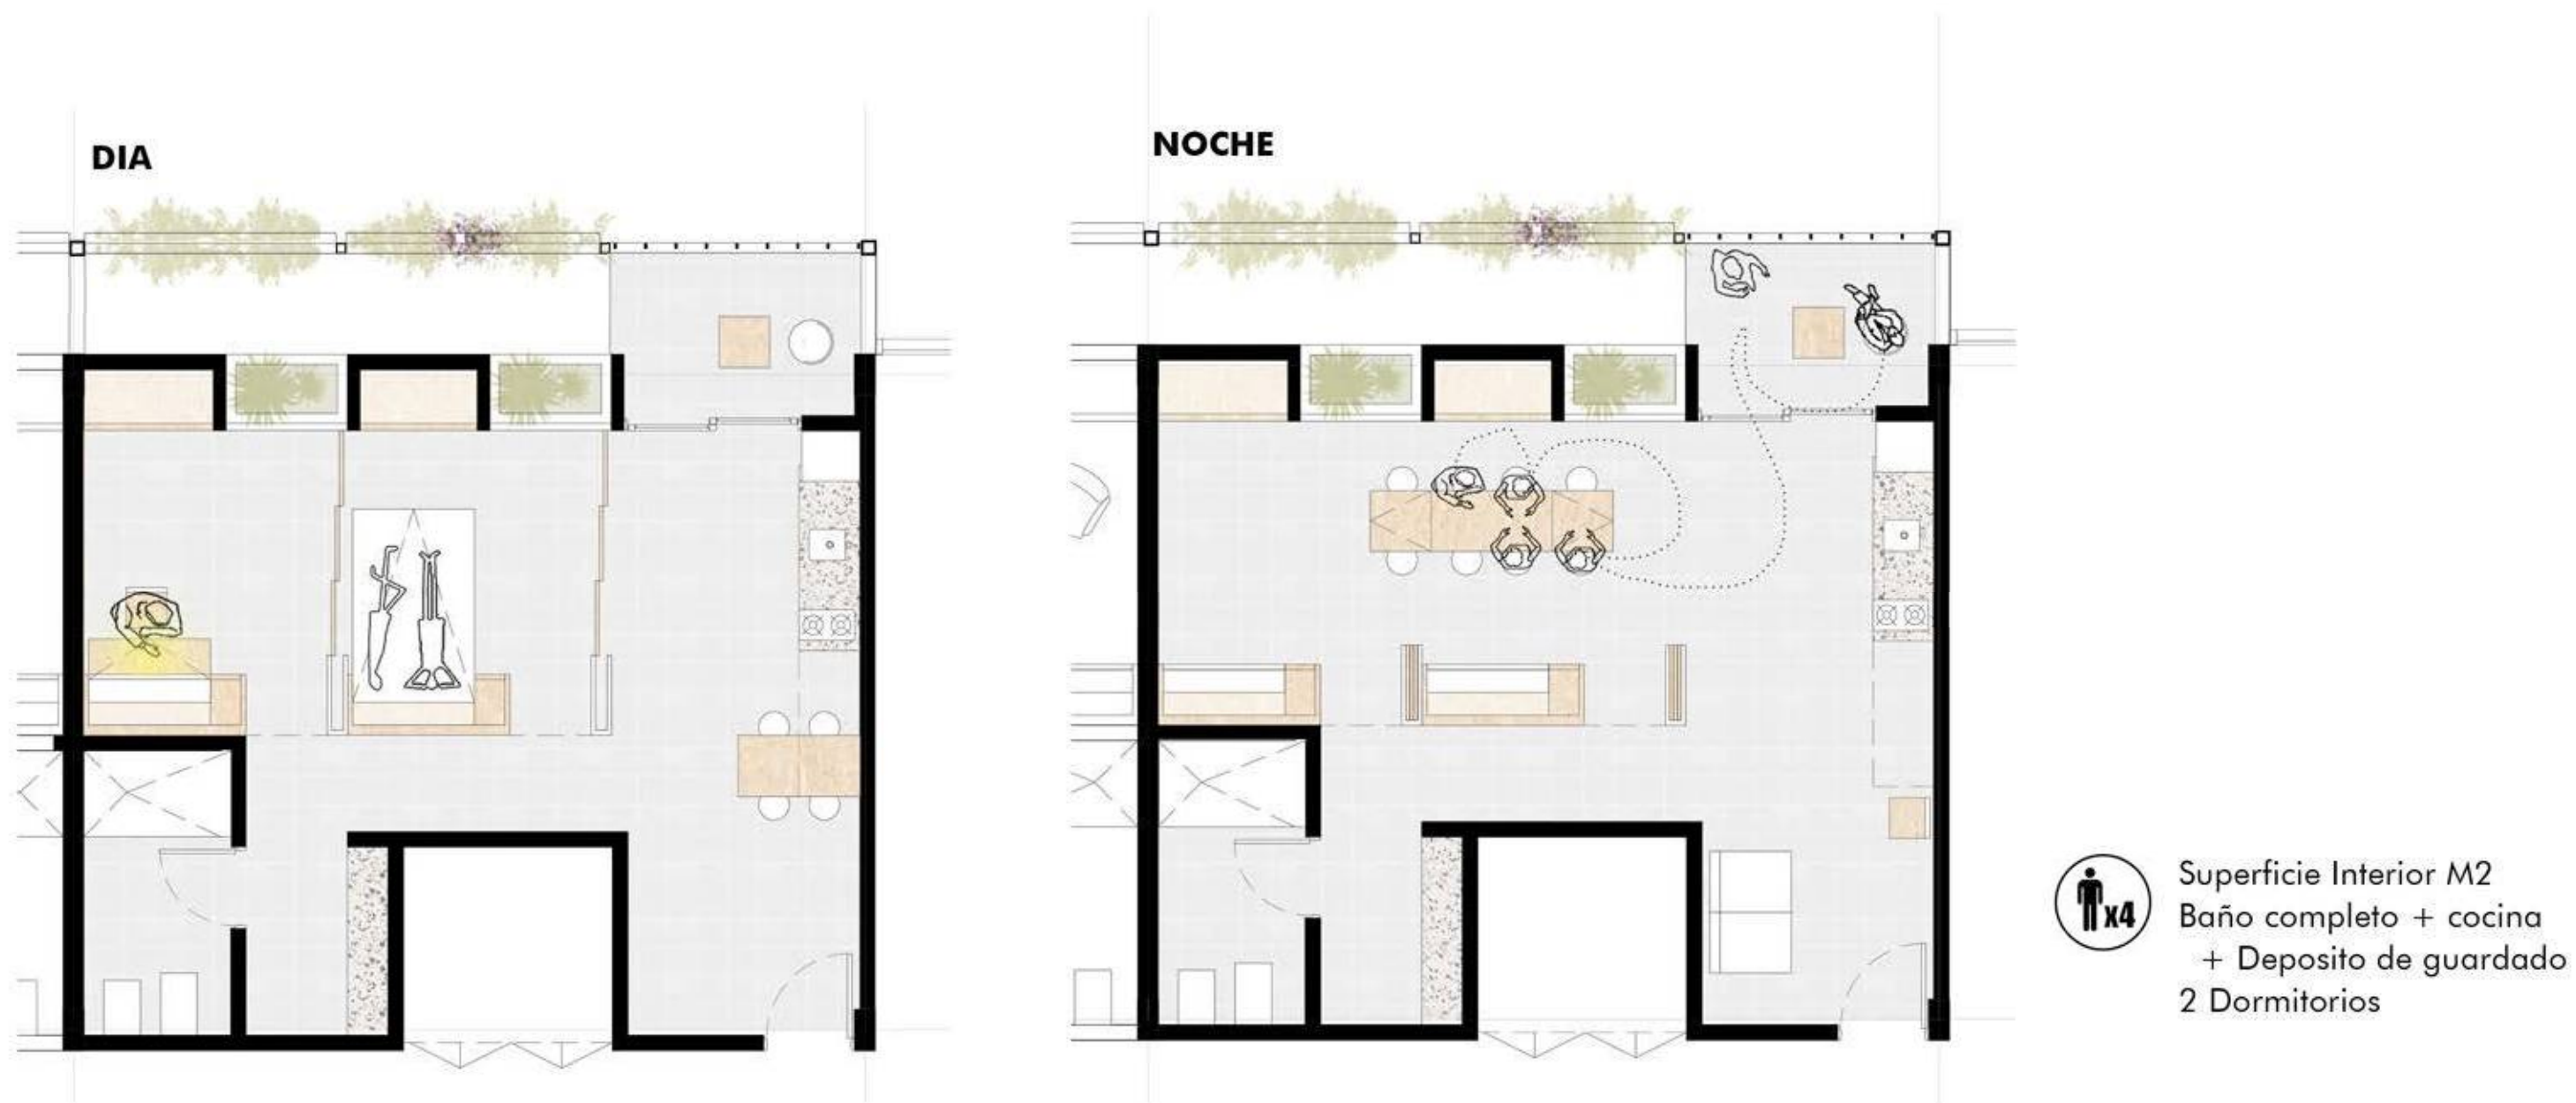 DIA
NOCHE
x4
Superficie Interior M2
Baño completo + cocina
+ Deposito de guardado
2 Dormitorios